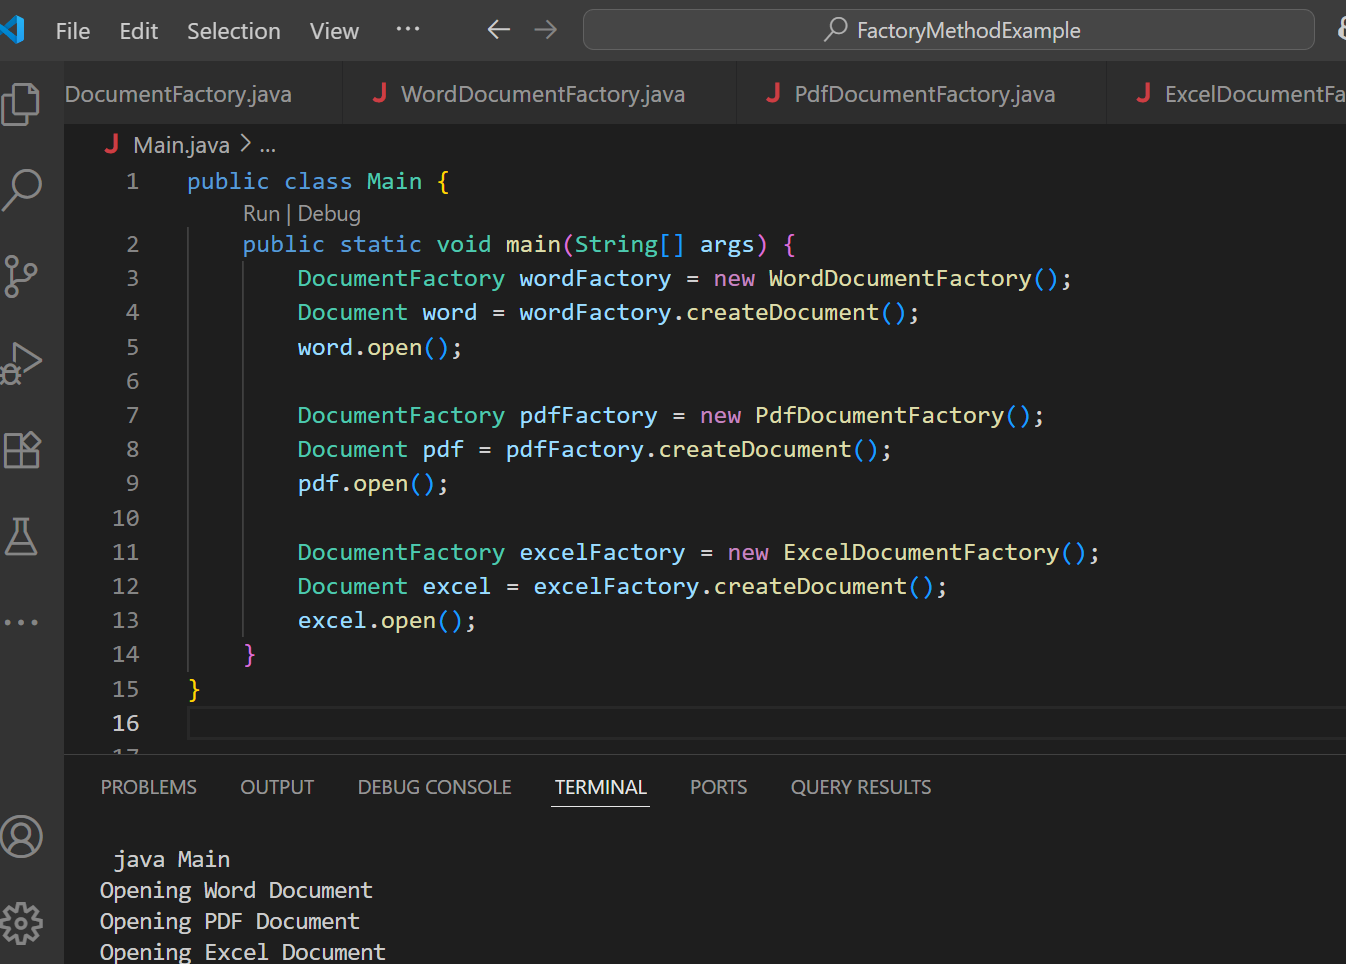 File Edit Selection View ... FactoryMethodExample
DocumentFactory.java WordDocumentFactory.java PdfDocumentFactory.java ExcelDocumentFa
Main.java > ...
1 public class Main {
Run | Debug
2 public static void main(String[] args) {
3 DocumentFactory wordFactory = new WordDocumentFactory();
4 Document word = wordFactory.createDocument();
5 word.open();
6
7 DocumentFactory pdfFactory = new PdfDocumentFactory();
8 Document pdf = pdfFactory.createDocument();
9 pdf.open();
10
11 DocumentFactory excelFactory = new ExcelDocumentFactory();
12 Document excel = excelFactory.createDocument();
13 excel.open();
14 }
15 }
16
17
PROBLEMS OUTPUT DEBUG CONSOLE TERMINAL PORTS QUERY RESULTS
java Main
Opening Word Document
Opening PDF Document
Opening Excel Document